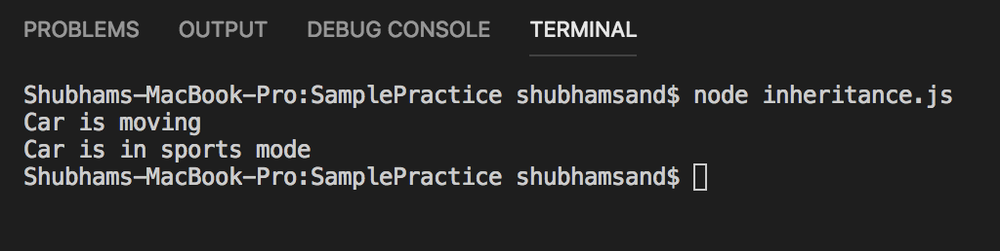 PROBLEMS OUTPUT DEBUG CONSOLE TERMINAL
Shubhams-MacBook-Pro:SamplePractice shubhamsand$ node inheritance.js
Car is moving
Car is in sports mode
Shubhams-MacBook-Pro:SamplePractice shubhamsand$